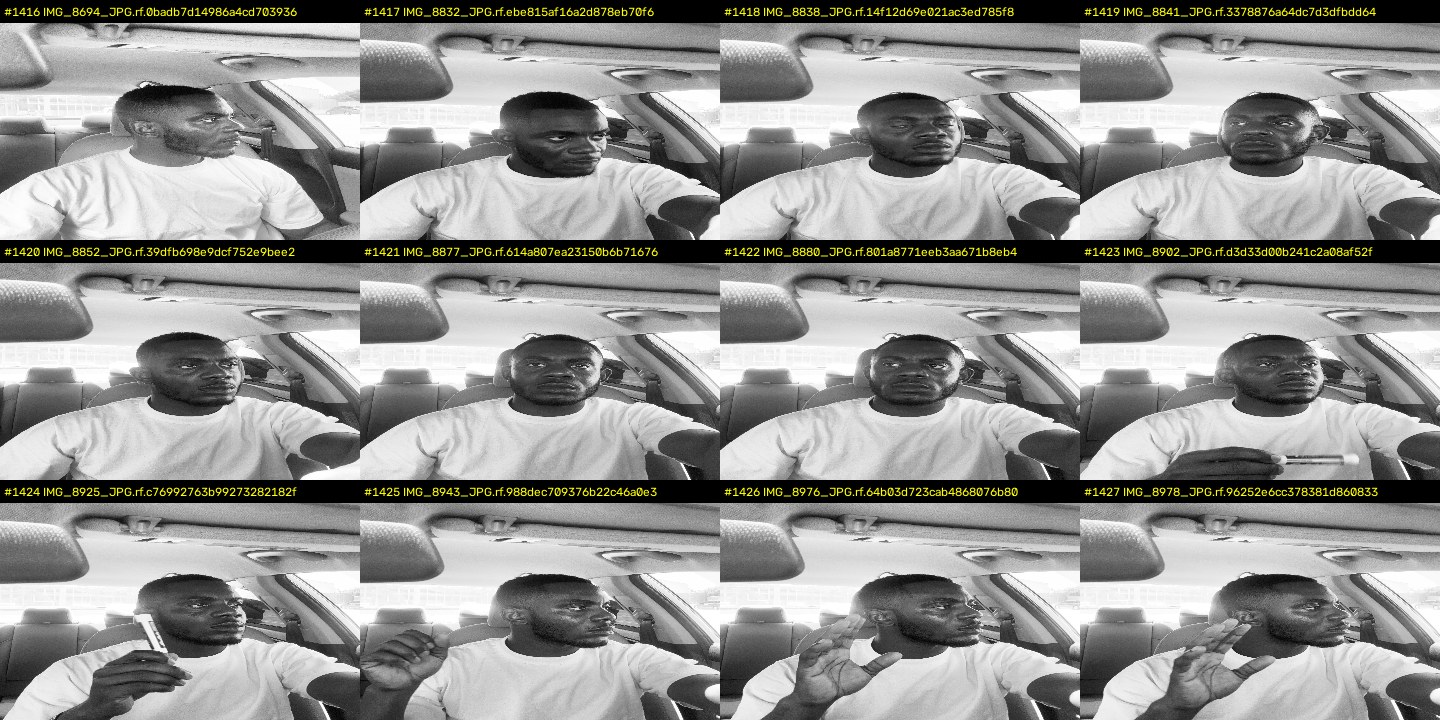 #1416 IMG_8694_JPG.rf.0badb7d14986a4cd703936
#1417 IMG_8832_JPG.rf.ebe815af16a2d878eb70f6
#1418 IMG_8838_JPG.rf.14f12d69e021ac3ed785f8
#1419 IMG_8841_JPG.rf.3378876a64dc7d3dfbdd64
#1420 IMG_8852_JPG.rf.39dfb698e9dcf752e9bee2
#1421 IMG_8877_JPG.rf.614a807ea23150b6b71676
#1422 IMG_8880_JPG.rf.801a8771eeb3aa671b8eb4
#1423 IMG_8902_JPG.rf.d3d33d00b241c2a08af52f
#1424 IMG_8925_JPG.rf.c76992763b99273282182f
#1425 IMG_8943_JPG.rf.988dec709376b22c46a0e3
#1426 IMG_8976_JPG.rf.64b03d723cab4868076b80
#1427 IMG_8978_JPG.rf.96252e6cc378381d860833